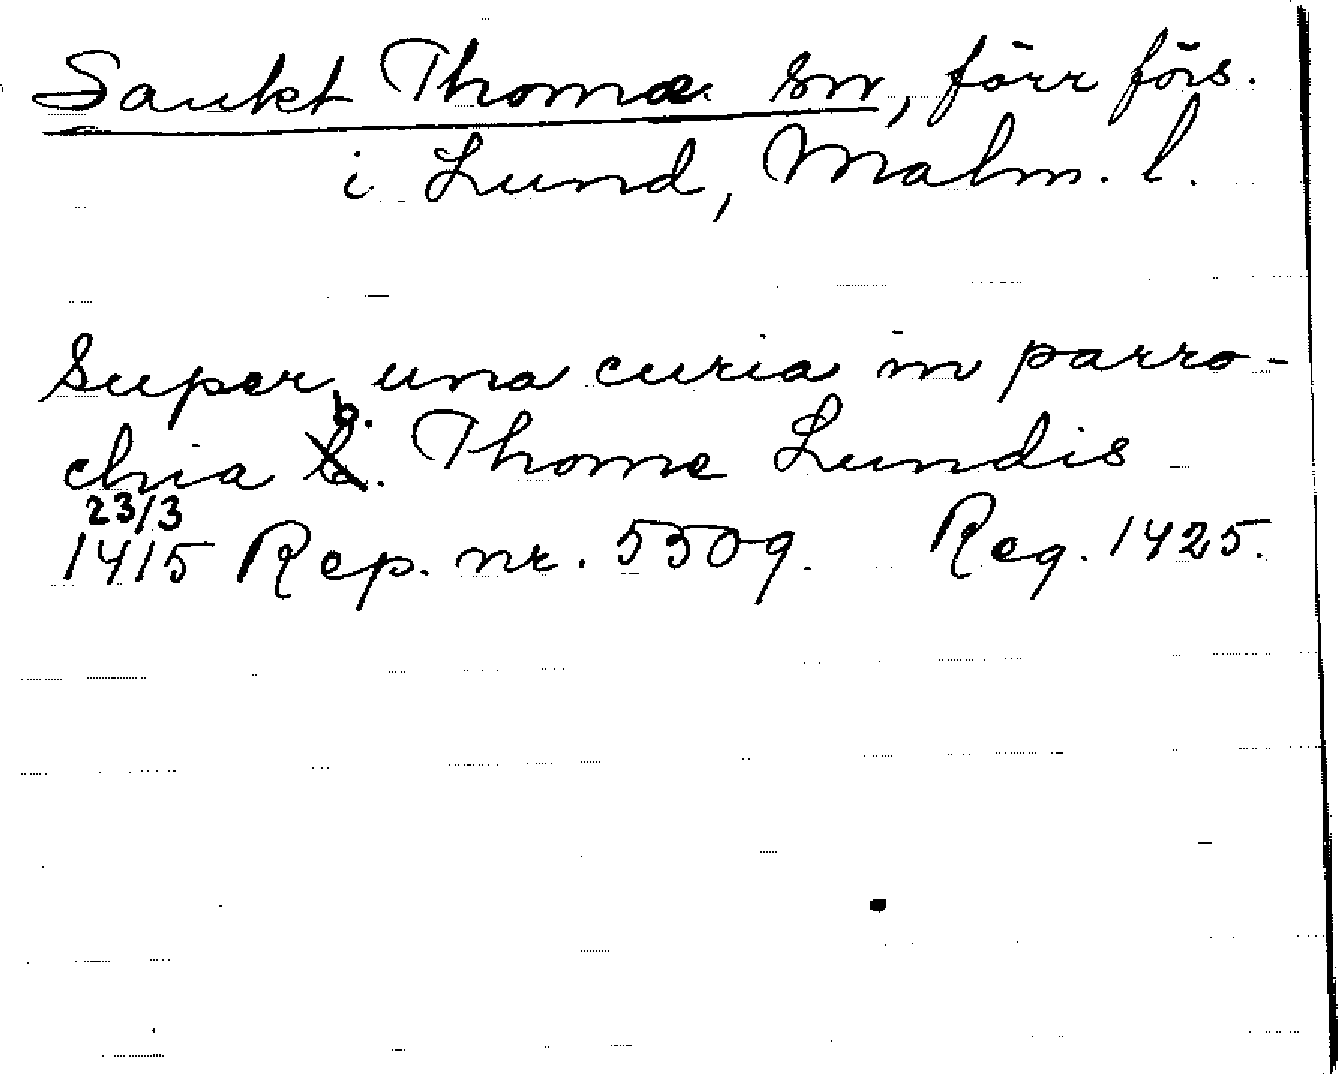 Sankt Thomæ sn, förr förs.
i Lund, Malm. l.
Super una curia in parro-
chia b. Thome Lundis
23/3
1415 Rep. nr. 5509. Reg. 1425.